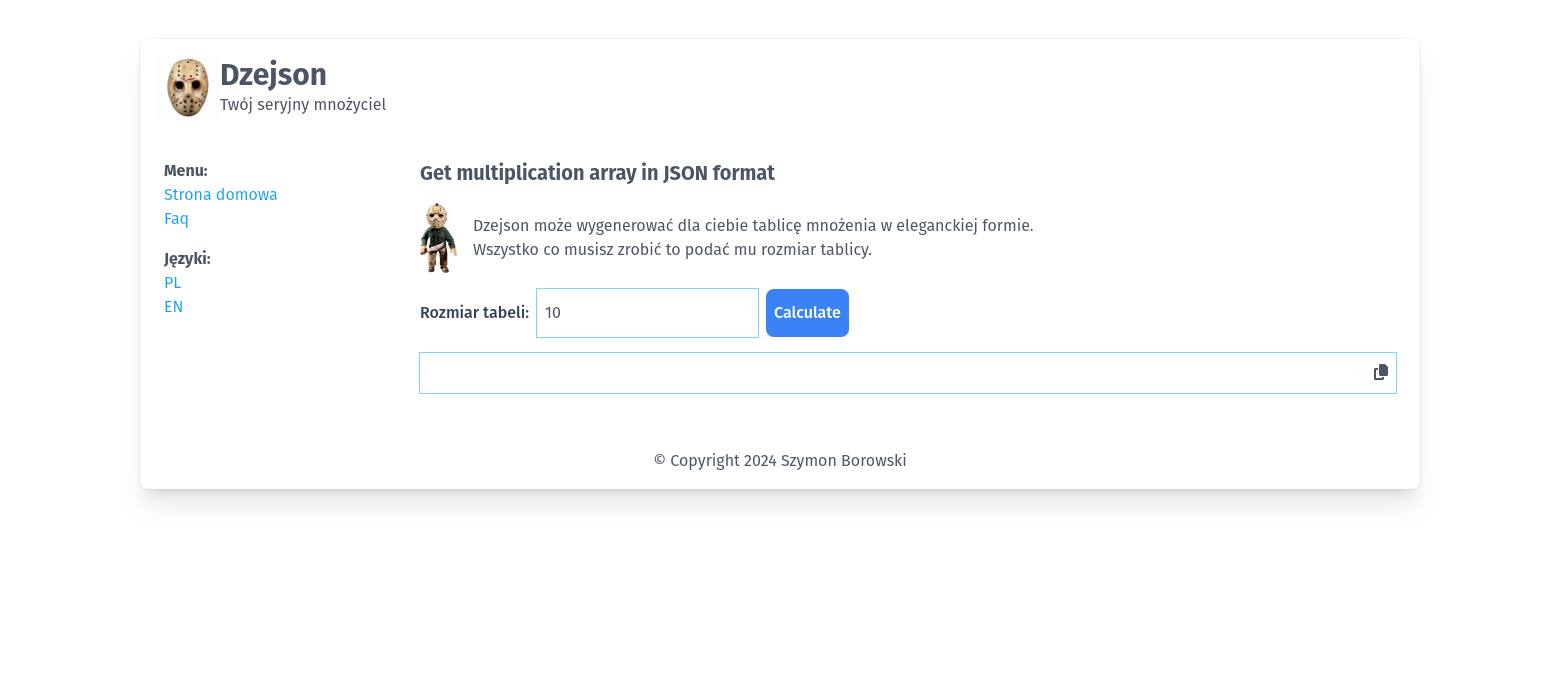 Dzejson
Twój seryjny mnożyciel
Menu:
Strona domowa
Faq
Języki:
PL
EN
Get multiplication array in JSON format
Dzejson może wygenerować dla ciebie tablicę mnożenia w eleganckiej formie.
Wszystko co musisz zrobić to podać mu rozmiar tablicy.
Rozmiar tabeli: 10 Calculate
© Copyright 2024 Szymon Borowski